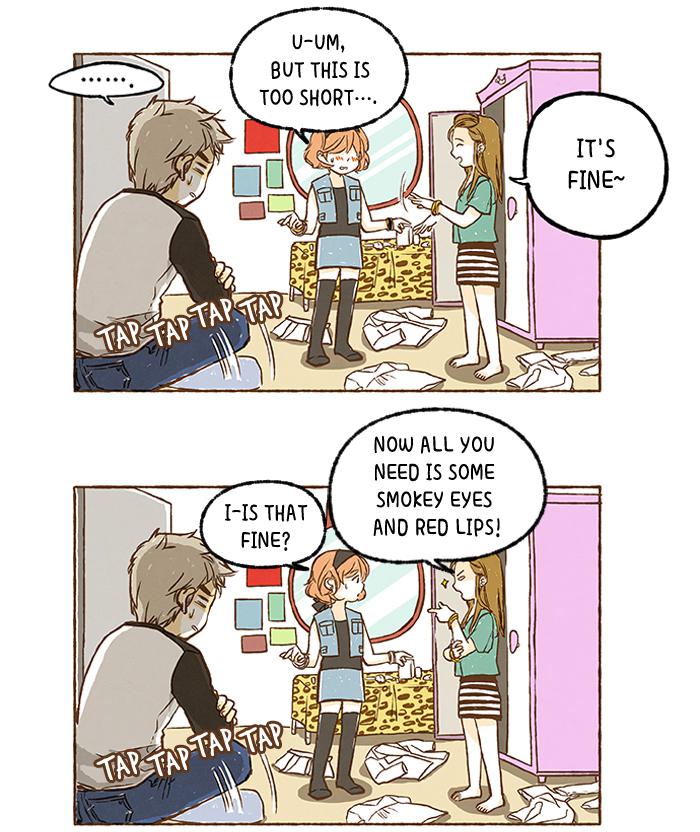 U-UM,
BUT THIS IS
TOO SHORT....
.......
IT'S
FINE~
TAP TAP TAP TAP
NOW ALL YOU
NEED IS SOME
SMOKEY EYES
AND RED LIPS!
I-IS THAT
FINE?
TAP TAP TAP TAP